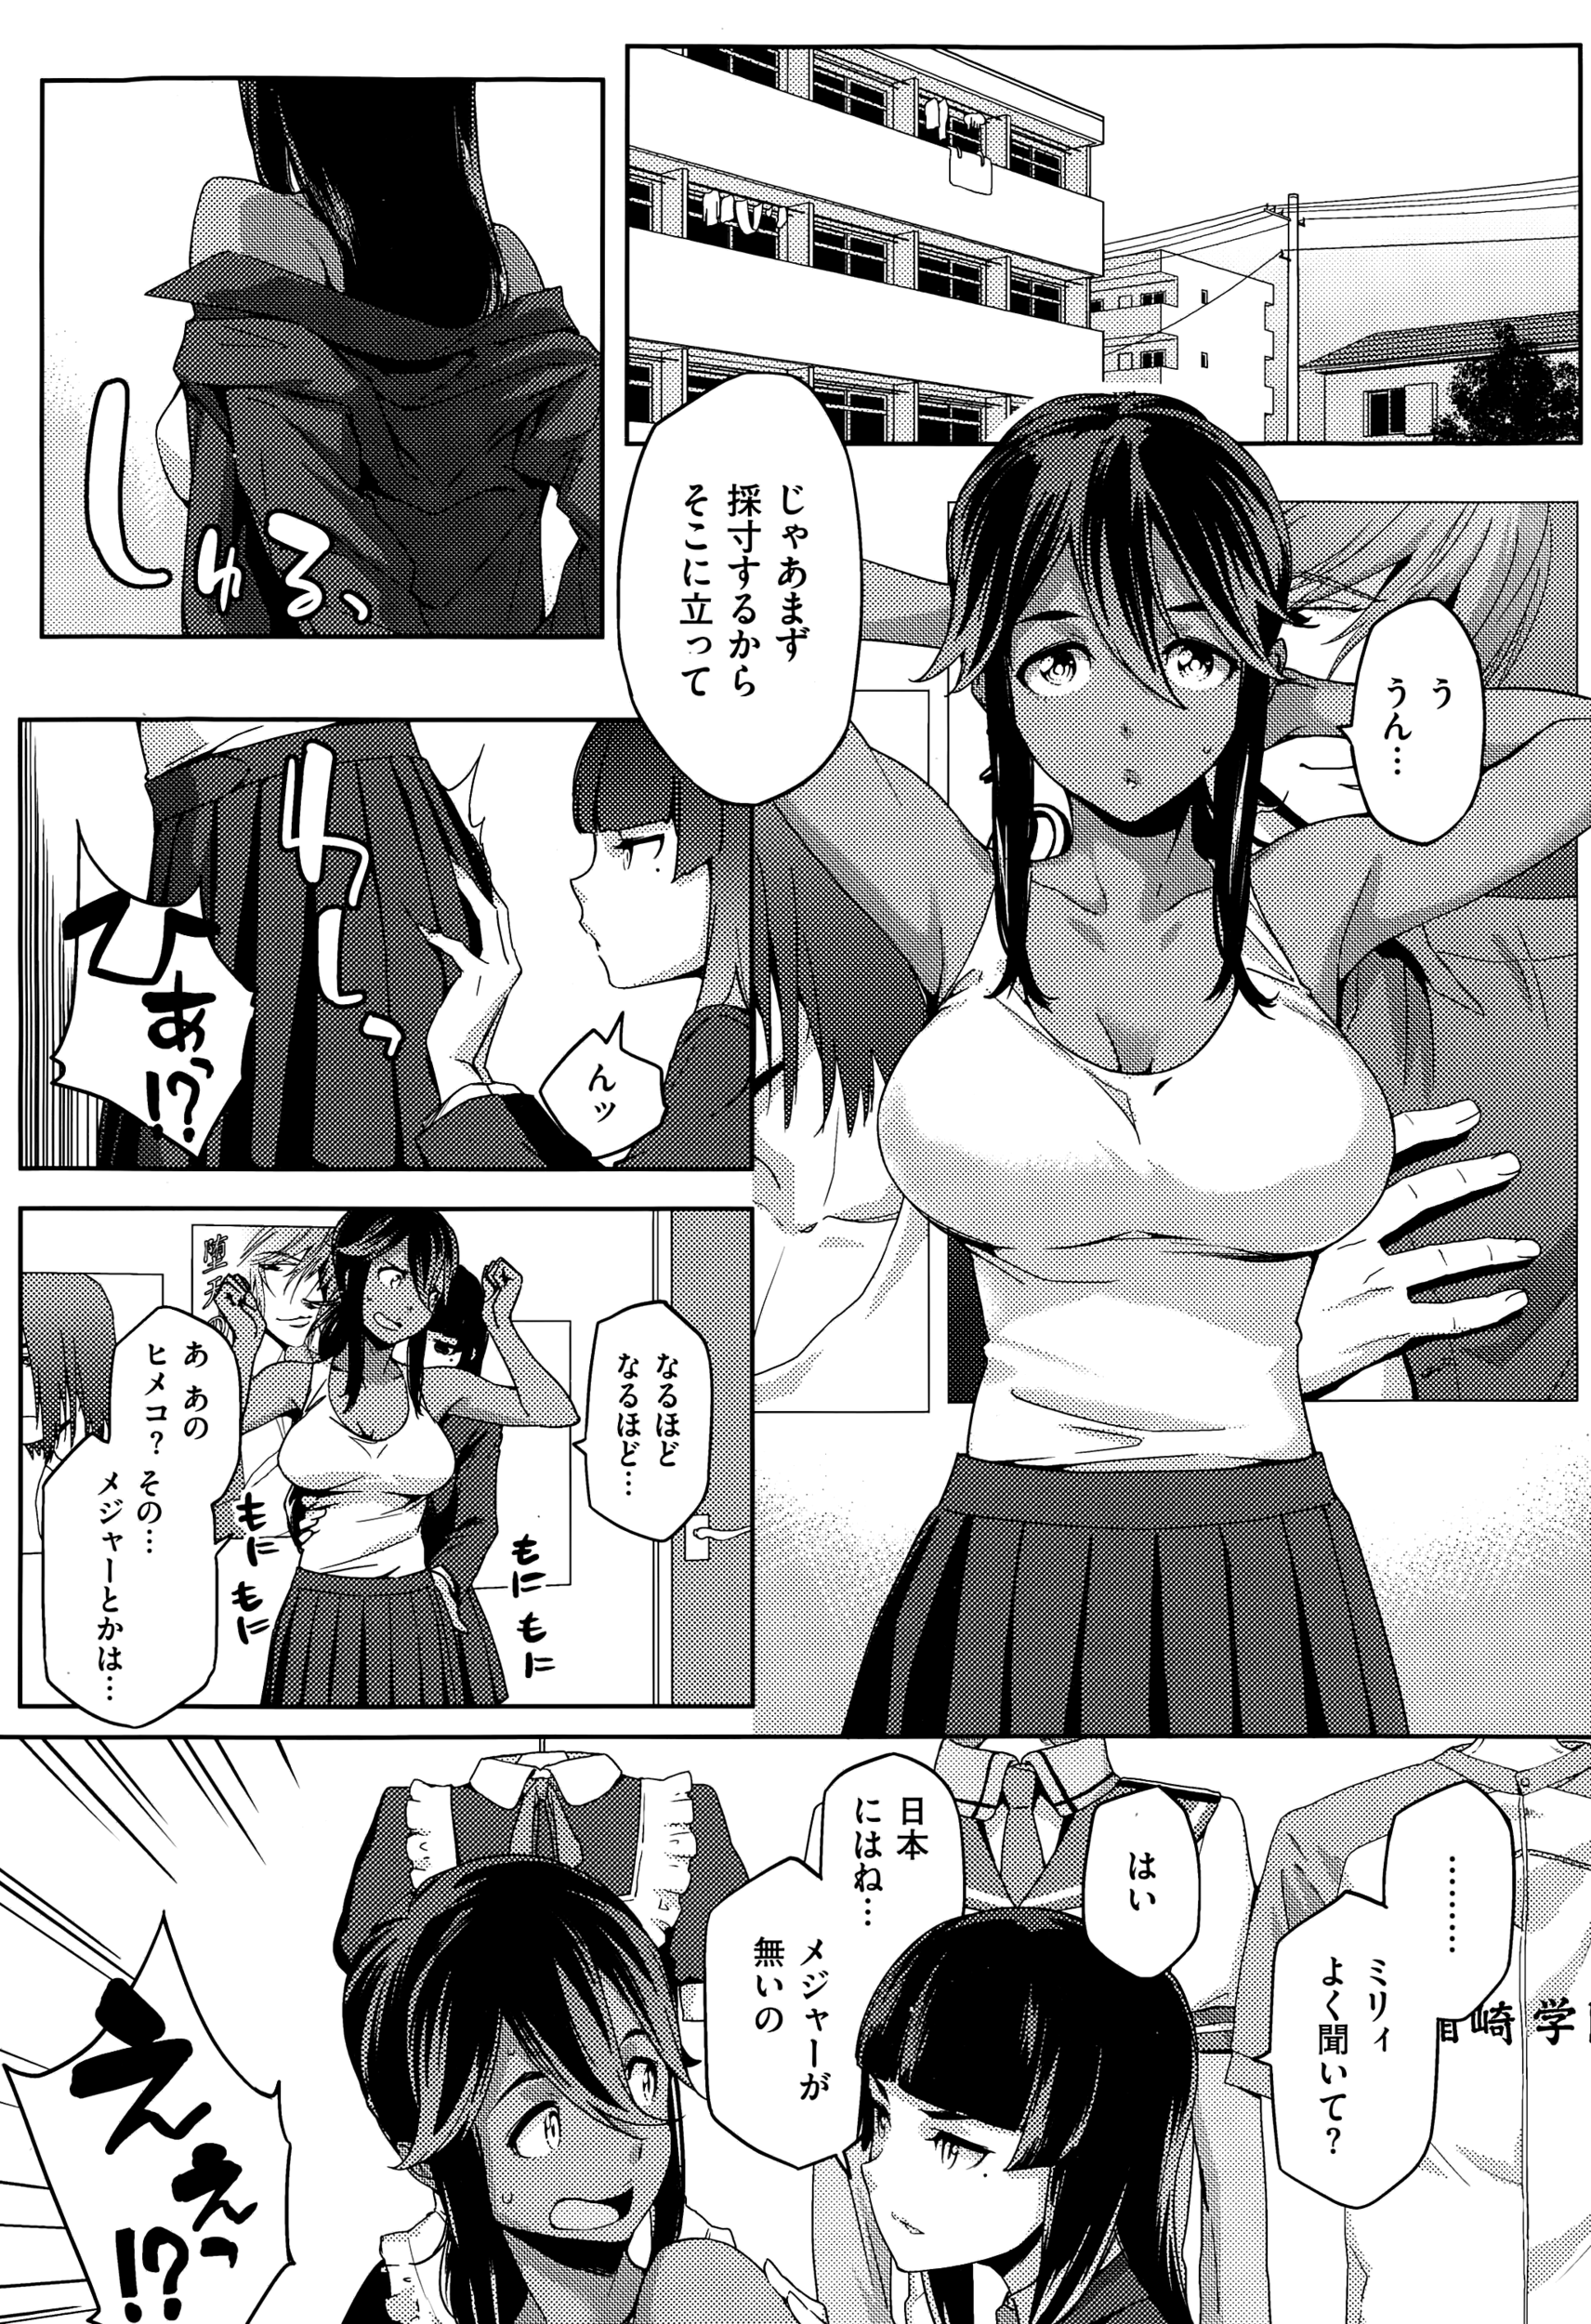 しゅる、
じゃあまず
採寸するから
そこに立って
う
うん…
わしっ
んッ
ひあっ!?
なるほど
なるほど…
もにもに
もにもに
あ あの
ヒメコ？その…
メジャーとかは…
………
ミリィ
よく聞いて？
はい
日本
にはね…
メジャーが
無いの
崎学
ええっ!?